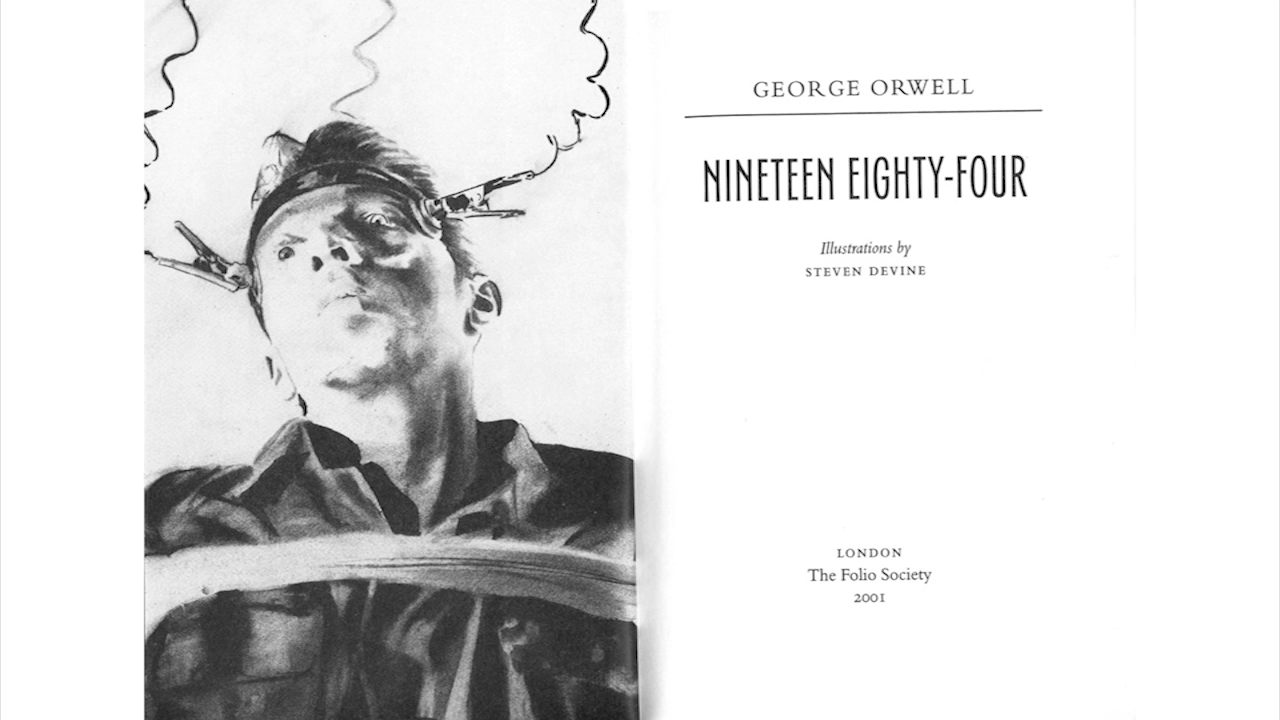 GEORGE ORWELL
NINETEEN EIGHTY-FOUR
Illustrations by
STEVEN DEVINE
LONDON
The Folio Society
2001